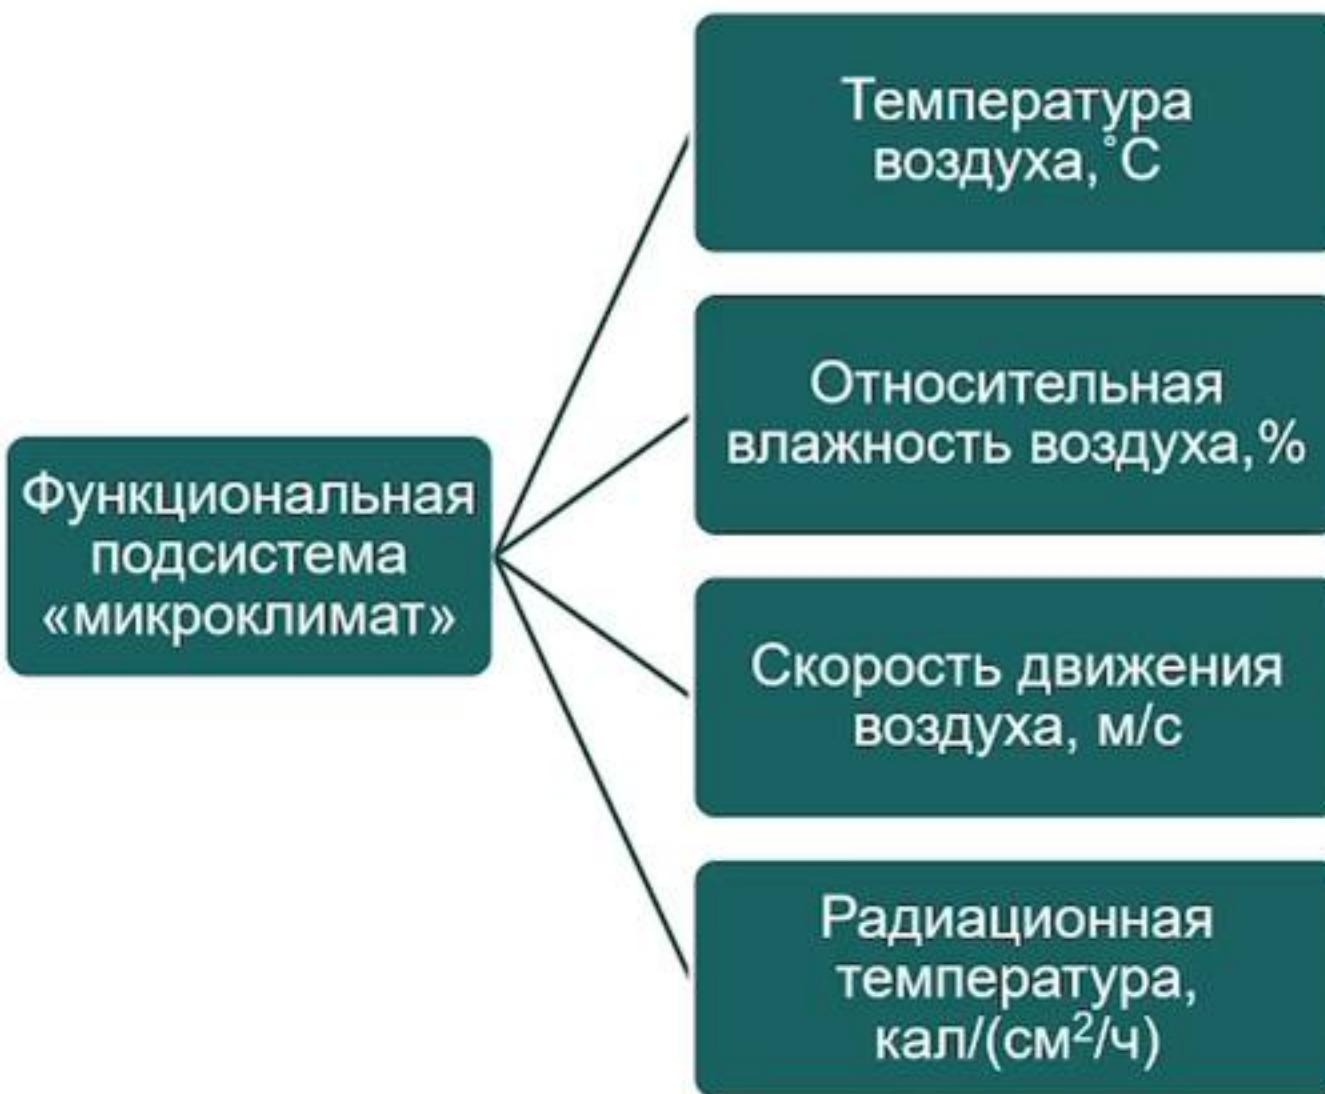 Температура
воздуха,˚С
Относительная
влажность воздуха,%
Функциональная
подсистема
«микроклимат»
Скорость движения
воздуха, м/с
Радиационная
температура,
кал/(см²/ч)